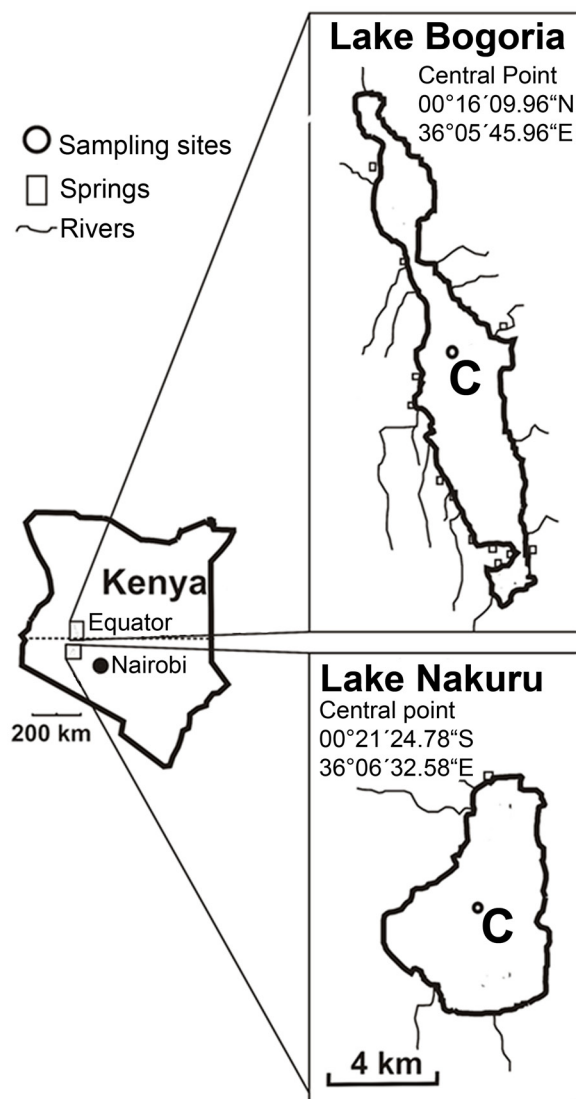 Lake Bogoria
Central Point
00°16´09.96“N
36°05´45.96“E
Sampling sites
Springs
Rivers
C
Kenya
Equator
Nairobi
200 km
Lake Nakuru
Central point
00°21´24.78“S
36°06´32.58“E
C
4 km